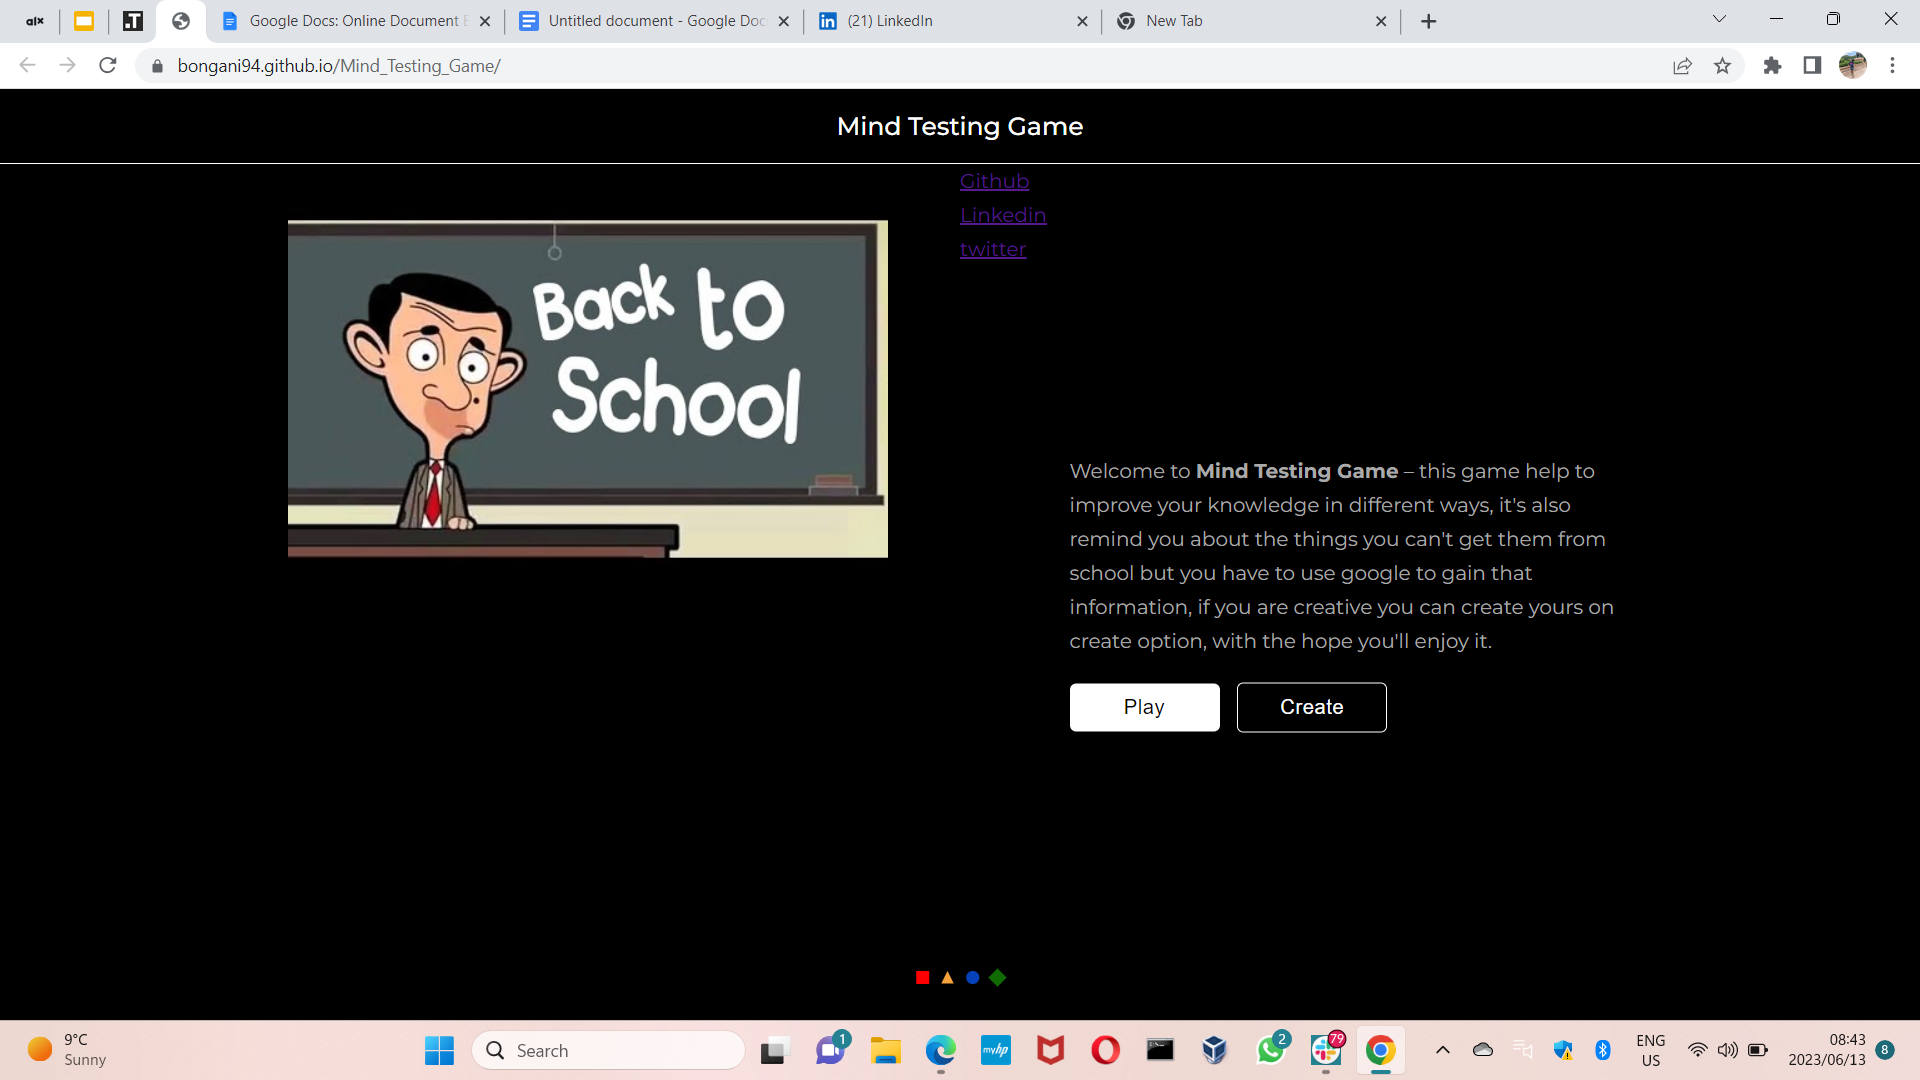 alx
.T
Google Docs: Online Document E
Untitled document - Google Doc
in
(21) LinkedIn
New Tab
bongani94.github.io/Mind_Testing_Game/
Mind Testing Game
Github
Linkedin
twitter
Back to
School
Welcome to Mind Testing Game – this game help to
improve your knowledge in different ways, it's also
remind you about the things you can't get them from
school but you have to use google to gain that
information, if you are creative you can create yours on
create option, with the hope you'll enjoy it.
Play
Create
9°C
Sunny
Search
1
myhp
2
79
ENG
US
08:43
2023/06/13
8